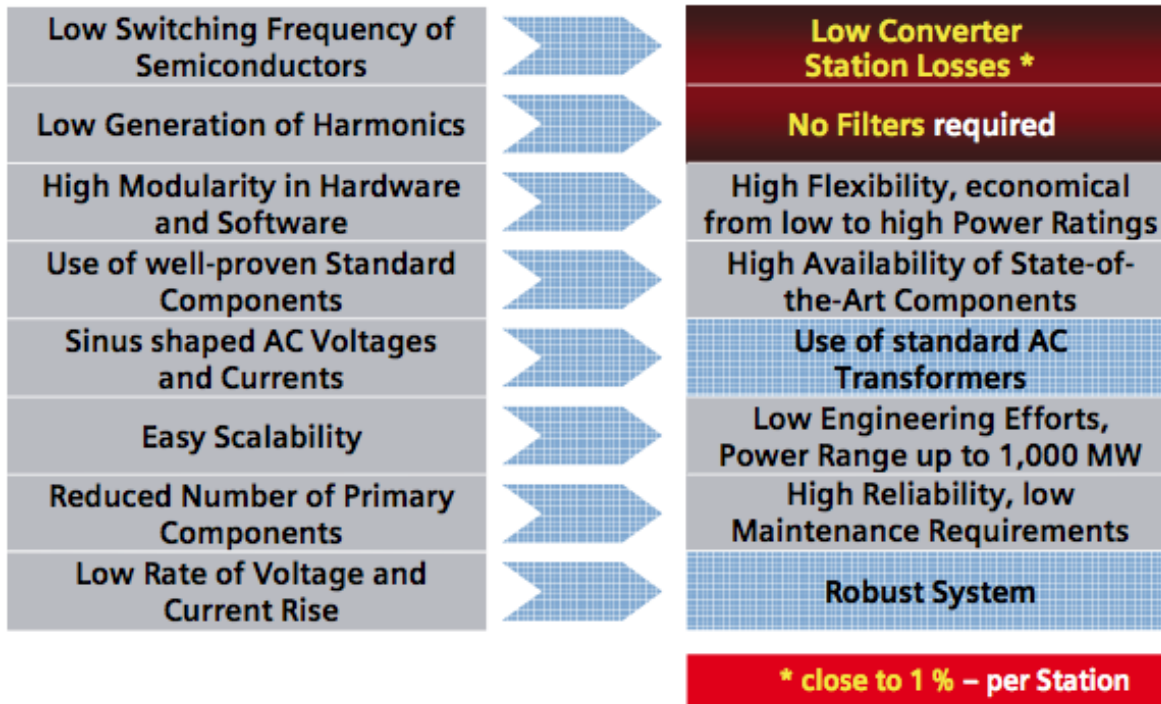 Low Switching Frequency of
Semiconductors
Low Converter
Station Losses *
Low Generation of Harmonics
No Filters required
High Modularity in Hardware
and Software
High Flexibility, economical
from low to high Power Ratings
Use of well-proven Standard
Components
High Availability of State-of-
the-Art Components
Sinus shaped AC Voltages
and Currents
Use of standard AC
Transformers
Easy Scalability
Low Engineering Efforts,
Power Range up to 1,000 MW
Reduced Number of Primary
Components
High Reliability, low
Maintenance Requirements
Low Rate of Voltage and
Current Rise
Robust System
* close to 1 % – per Station